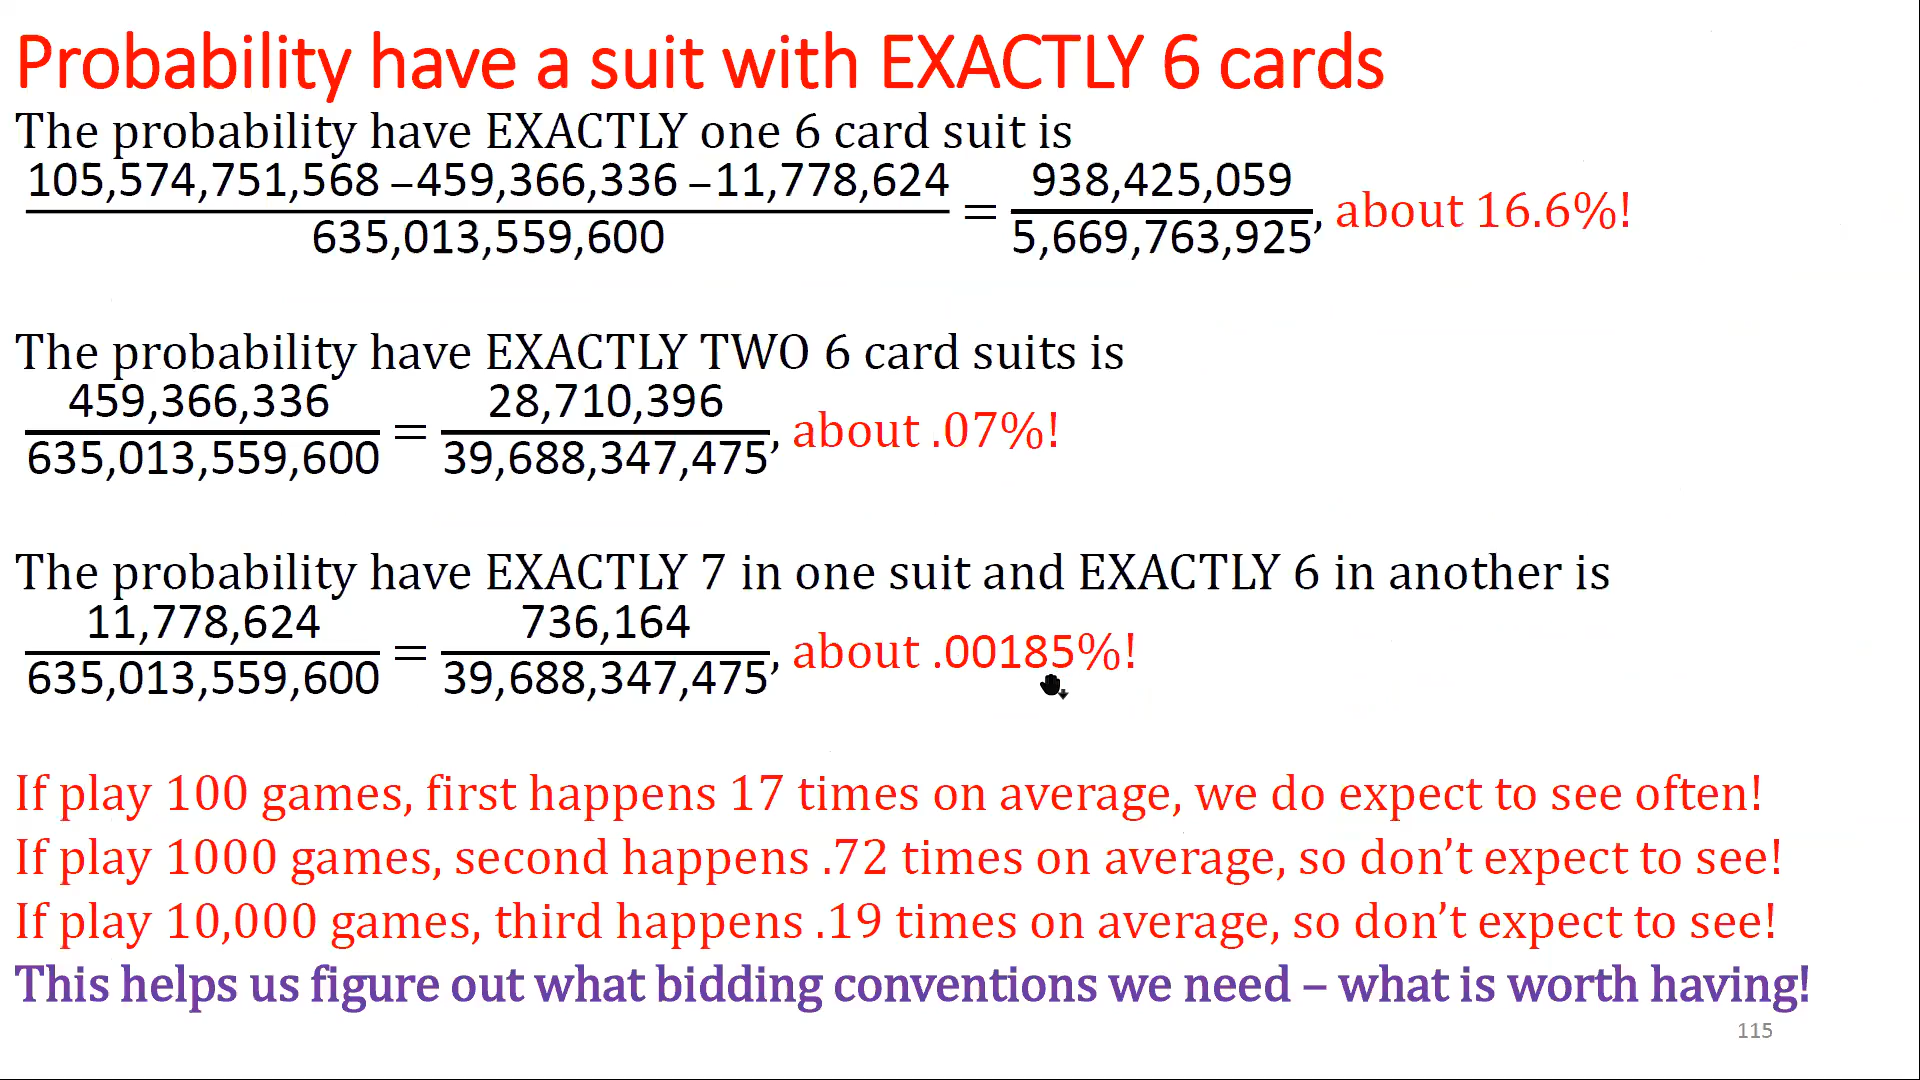 Probability have a suit with EXACTLY 6 cards
The probability have EXACTLY one 6 card suit is
105,574,751,568 –459,366,336 –11,778,624
635,013,559,600
=
938,425,059
5,669,763,925
, about 16.6%!
The probability have EXACTLY TWO 6 card suits is
459,366,336
635,013,559,600
=
28,710,396
39,688,347,475
, about .07%!
The probability have EXACTLY 7 in one suit and EXACTLY 6 in another is
11,778,624
635,013,559,600
=
736,164
39,688,347,475
, about .00185%!
If play 100 games, first happens 17 times on average, we do expect to see often!
If play 1000 games, second happens .72 times on average, so don’t expect to see!
If play 10,000 games, third happens .19 times on average, so don’t expect to see!
This helps us figure out what bidding conventions we need – what is worth having!
115